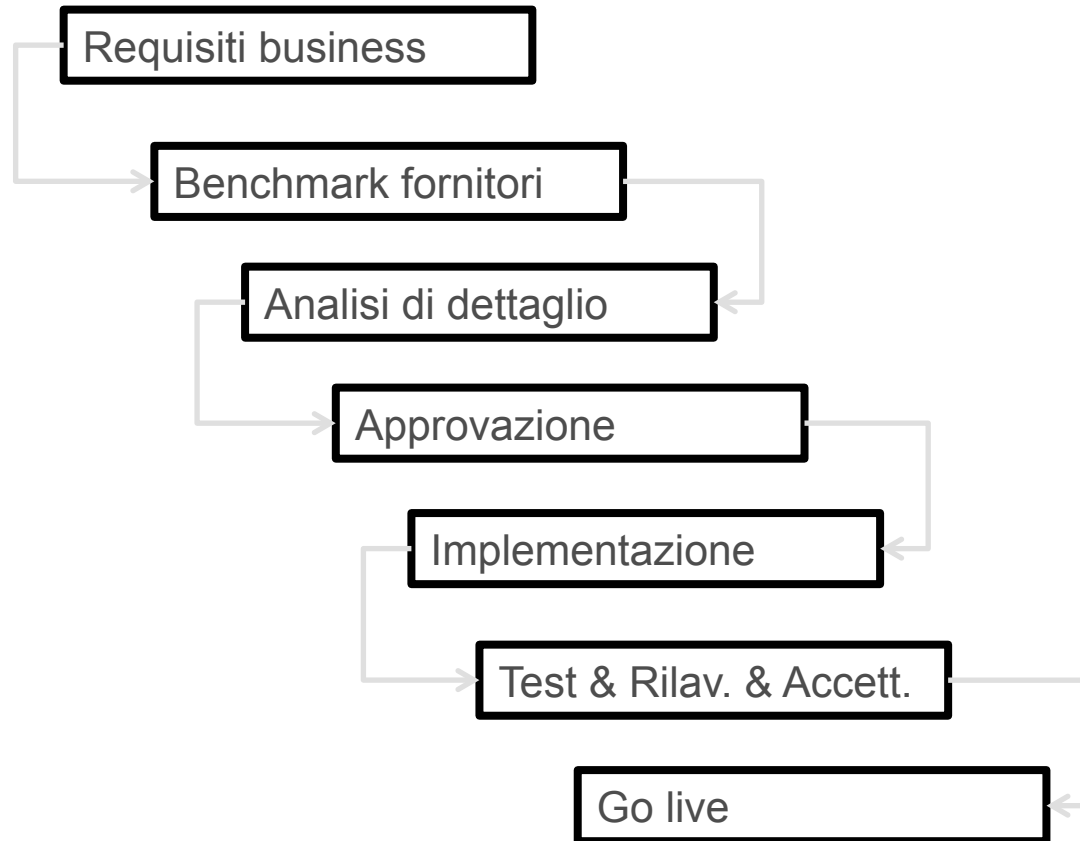 Requisiti business
Benchmark fornitori
Analisi di dettaglio
Approvazione
Implementazione
Test & Rilav. & Accett.
Go live